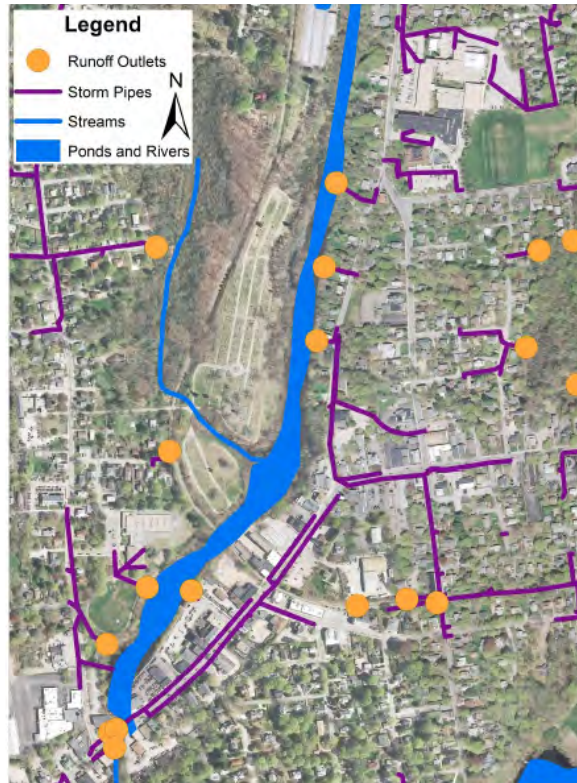 Legend
Runoff Outlets
Storm Pipes
Streams
Ponds and Rivers
N